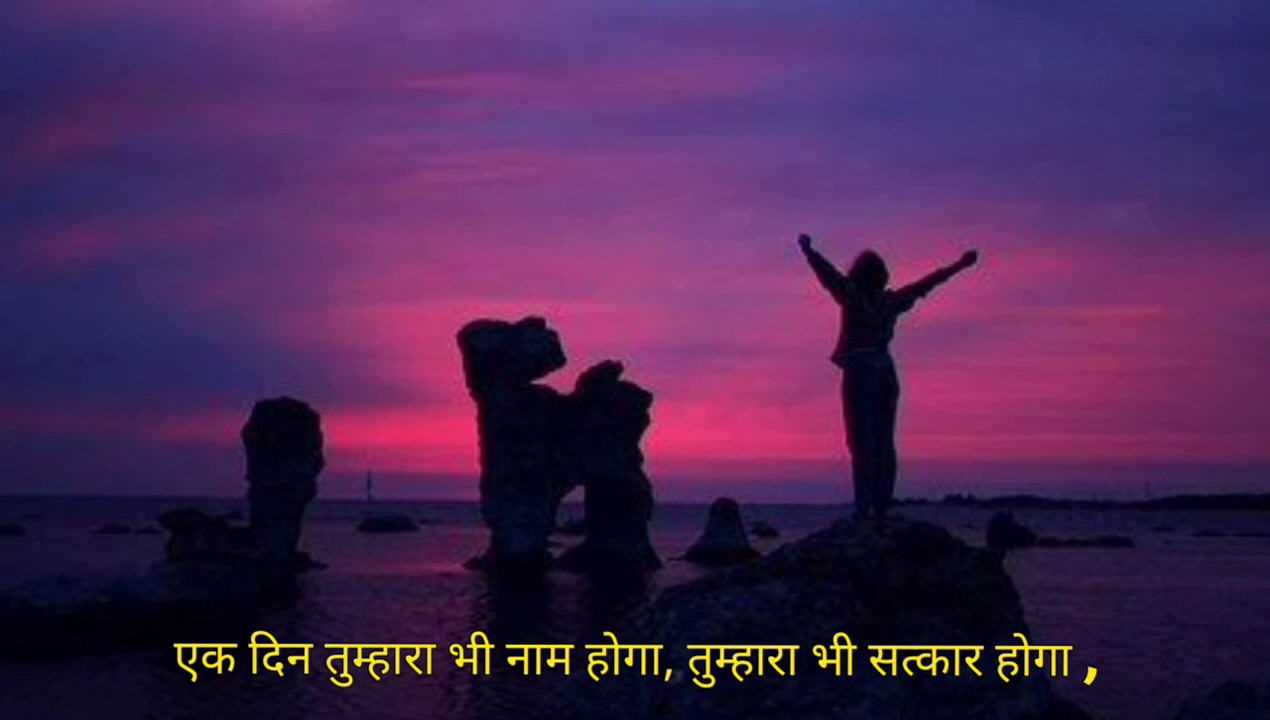 एक दिन तुम्हारा भी नाम होगा, तुम्हारा भी सत्कार होगा ,